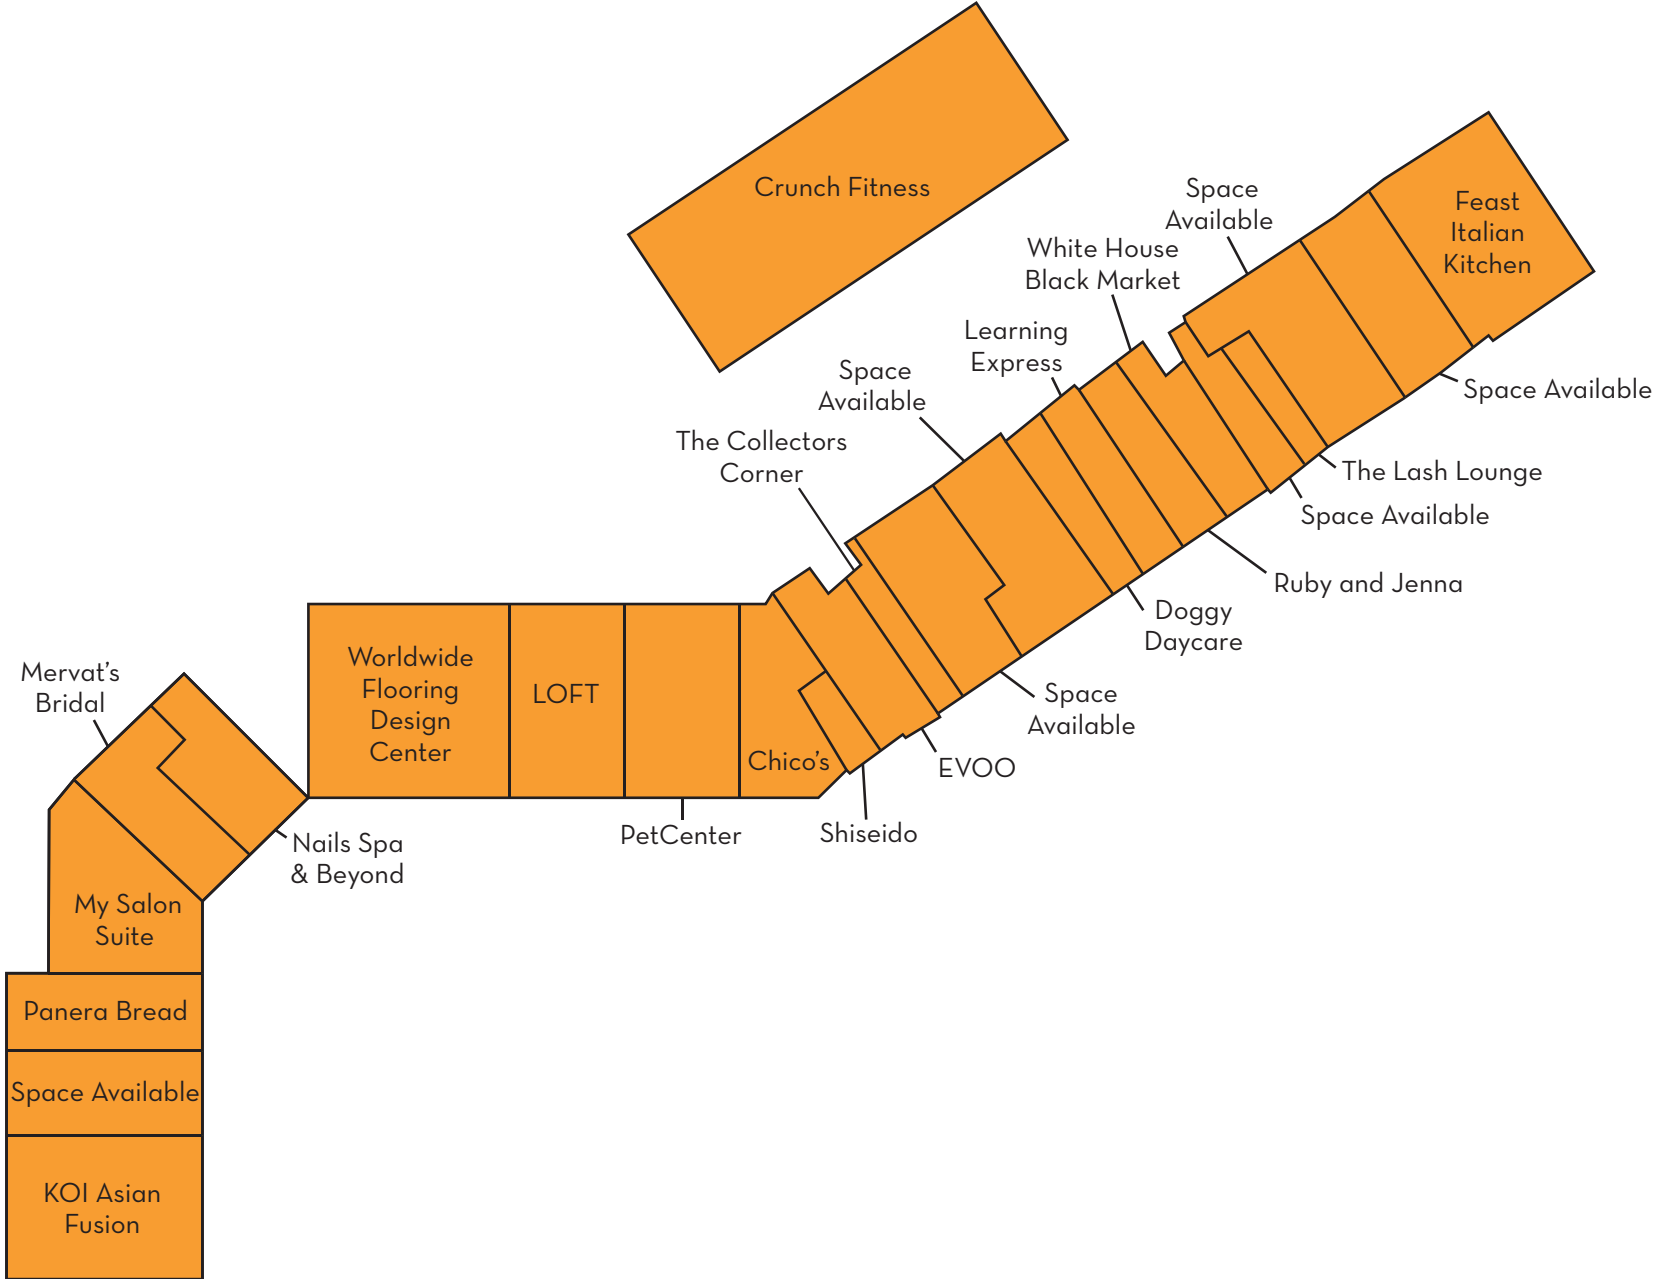 Crunch Fitness
Feast
Italian
Kitchen
Space
Available
White House
Black Market
Learning
Express
Space
Available
The Collectors
Corner
Space Available
The Lash Lounge
Space Available
Ruby and Jenna
Doggy
Daycare
Space
Available
EVOO
Shiseido
Chico’s
PetCenter
LOFT
Worldwide
Flooring
Design
Center
Mervat’s
Bridal
Nails Spa
& Beyond
My Salon
Suite
Panera Bread
Space Available
KOI Asian
Fusion